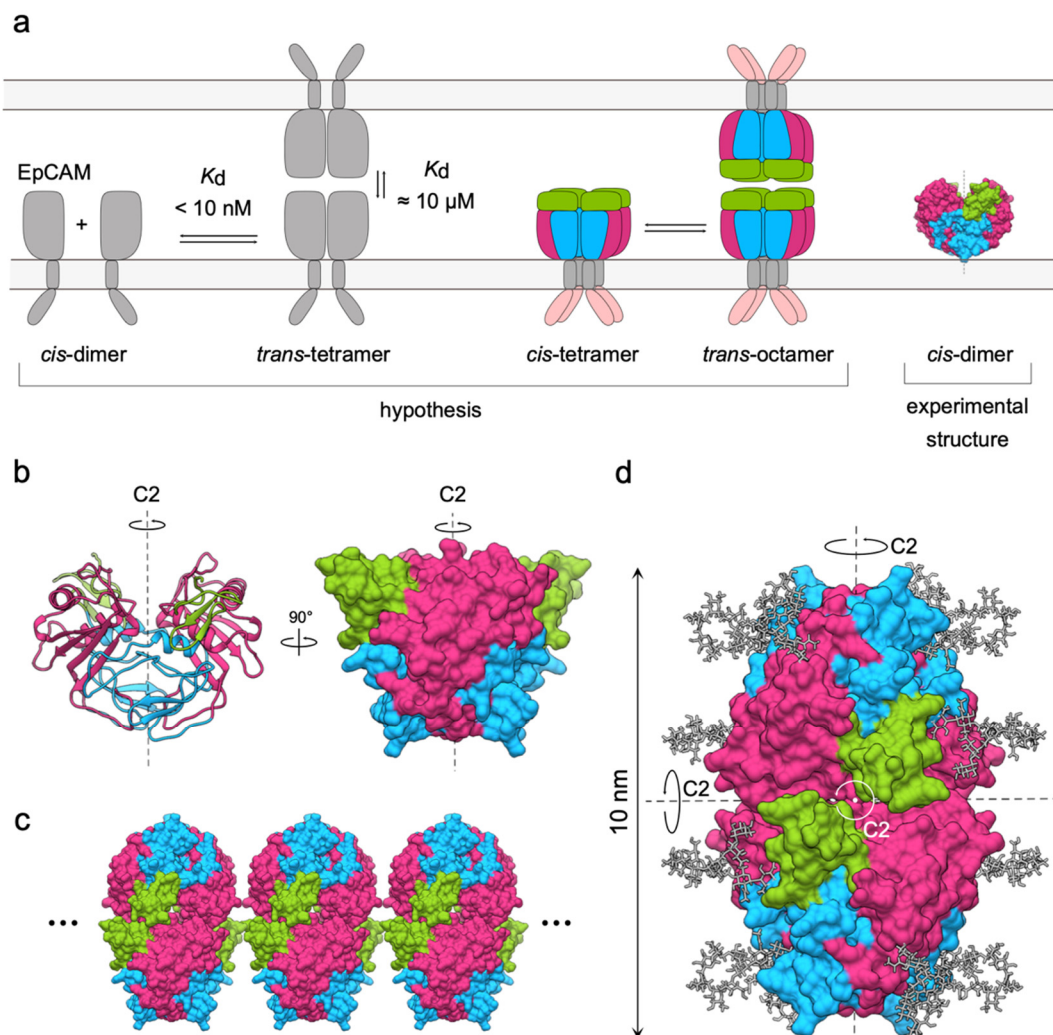 a
EpCAM
+
Kd
< 10 nM
Kd
≈ 10 µM
cis-dimer
trans-tetramer
cis-tetramer
trans-octamer
cis-dimer
hypothesis
experimental
structure
b
C2
90°
C2
c
•••
•••
d
C2
10 nm
C2
C2